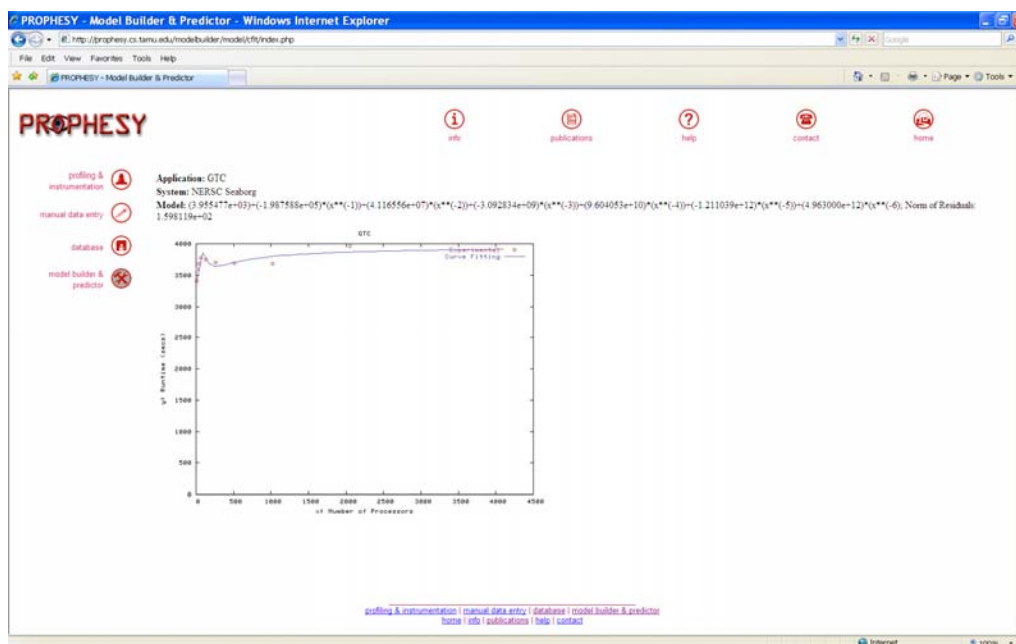 PROPHESY - Model Builder & Predictor - Windows Internet Explorer
http://prophesy.cs.tamu.edu/modelbuilder/model/cfit/index.php
Google
File Edit View Favorites Tools Help
PROPHESY - Model Builder & Predictor
Page Tools
PROPHESY
info
publications
help
contact
home
profiling &
instrumentation
manual data entry
database
model builder &
predictor
Application: GTC
System: NERSC Seaborg
Model: (3.955477e+03)+(-1.987588e+05)*(x**(-1))+(4.116556e+07)*(x**(-2))+(-3.092834e+09)*(x**(-3))+(9.604053e+10)*(x**(-4))+(-1.211039e+12)*(x**(-5))+(4.963000e+12)*(x**(-6); Norm of Residuals:
1.598119e+02
GTC
Experimental
Curve Fitting
4000
3500
3000
2500
2000
1500
1000
500
0
y: Runtime (secs)
0 500 1000 1500 2000 2500 3000 3500 4000 4500
x: Number of Processors
profiling & instrumentation | manual data entry | database | model builder & predictor
home | info | publications | help | contact
Internet
100%